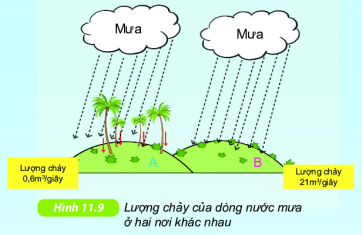 Mưa
Mưa
A
B
Lượng chảy
0,6m³/giây
Lượng chảy
21m³/giây
Hình 11.9 Lượng chảy của dòng nước mưa
ở hai nơi khác nhau